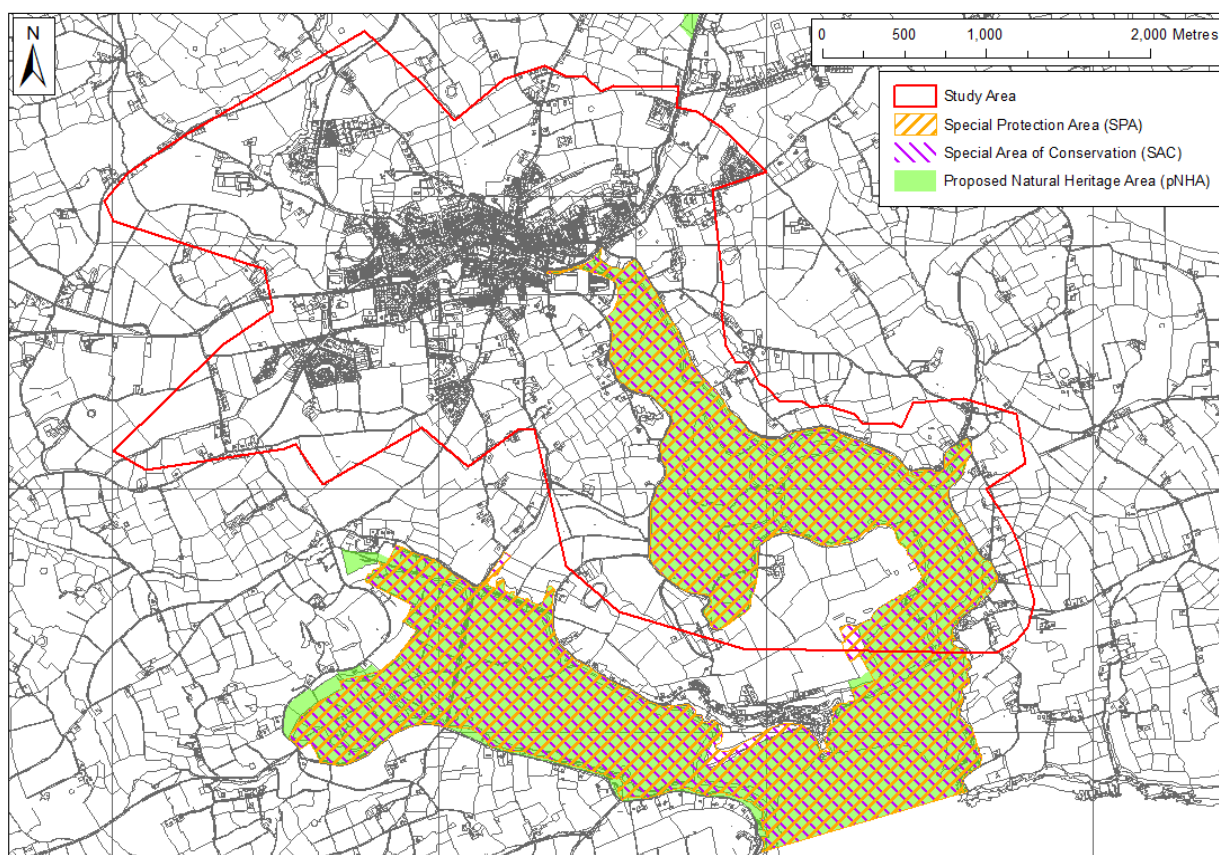 N
0 500 1,000 2,000 Metres
Study Area
Special Protection Area (SPA)
Special Area of Conservation (SAC)
Proposed Natural Heritage Area (pNHA)